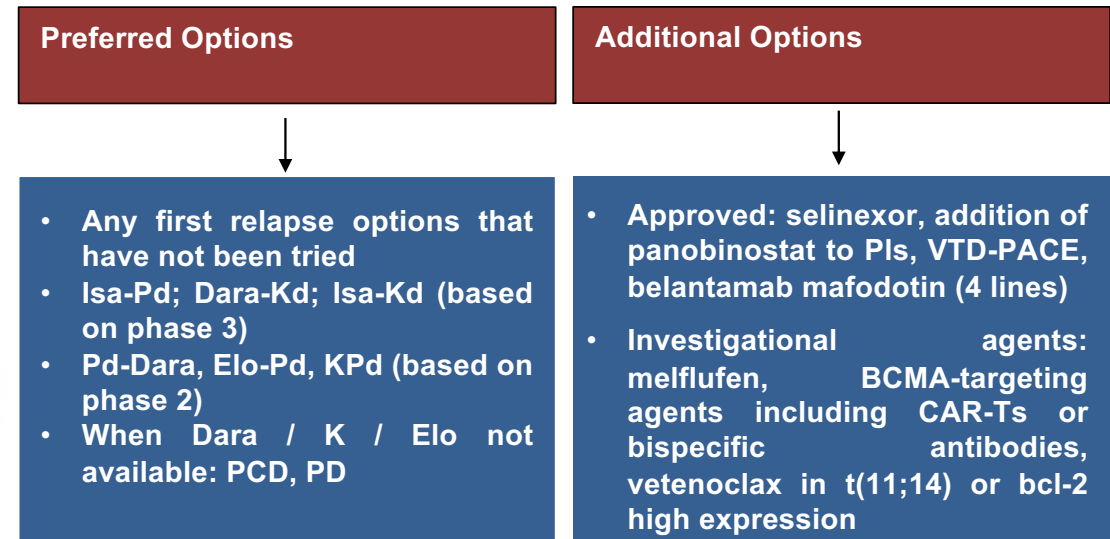 Preferred Options
• Any first relapse options that
have not been tried
• Isa-Pd; Dara-Kd; Isa-Kd (based
on phase 3)
• Pd-Dara, Elo-Pd, KPd (based on
phase 2)
• When Dara / K / Elo not
available: PCD, PD
Additional Options
• Approved: selinexor, addition of
panobinostat to PIs, VTD-PACE,
belantamab mafodotin (4 lines)
• Investigational agents:
melflufen, BCMA-targeting
agents including CAR-Ts or
bispecific antibodies,
vetenoclax in t(11;14) or bcl-2
high expression